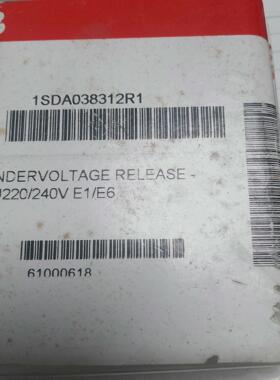 B
1SDA038312R1
NDERVOLTAGE RELEASE -
220/240V E1/E6
61000618